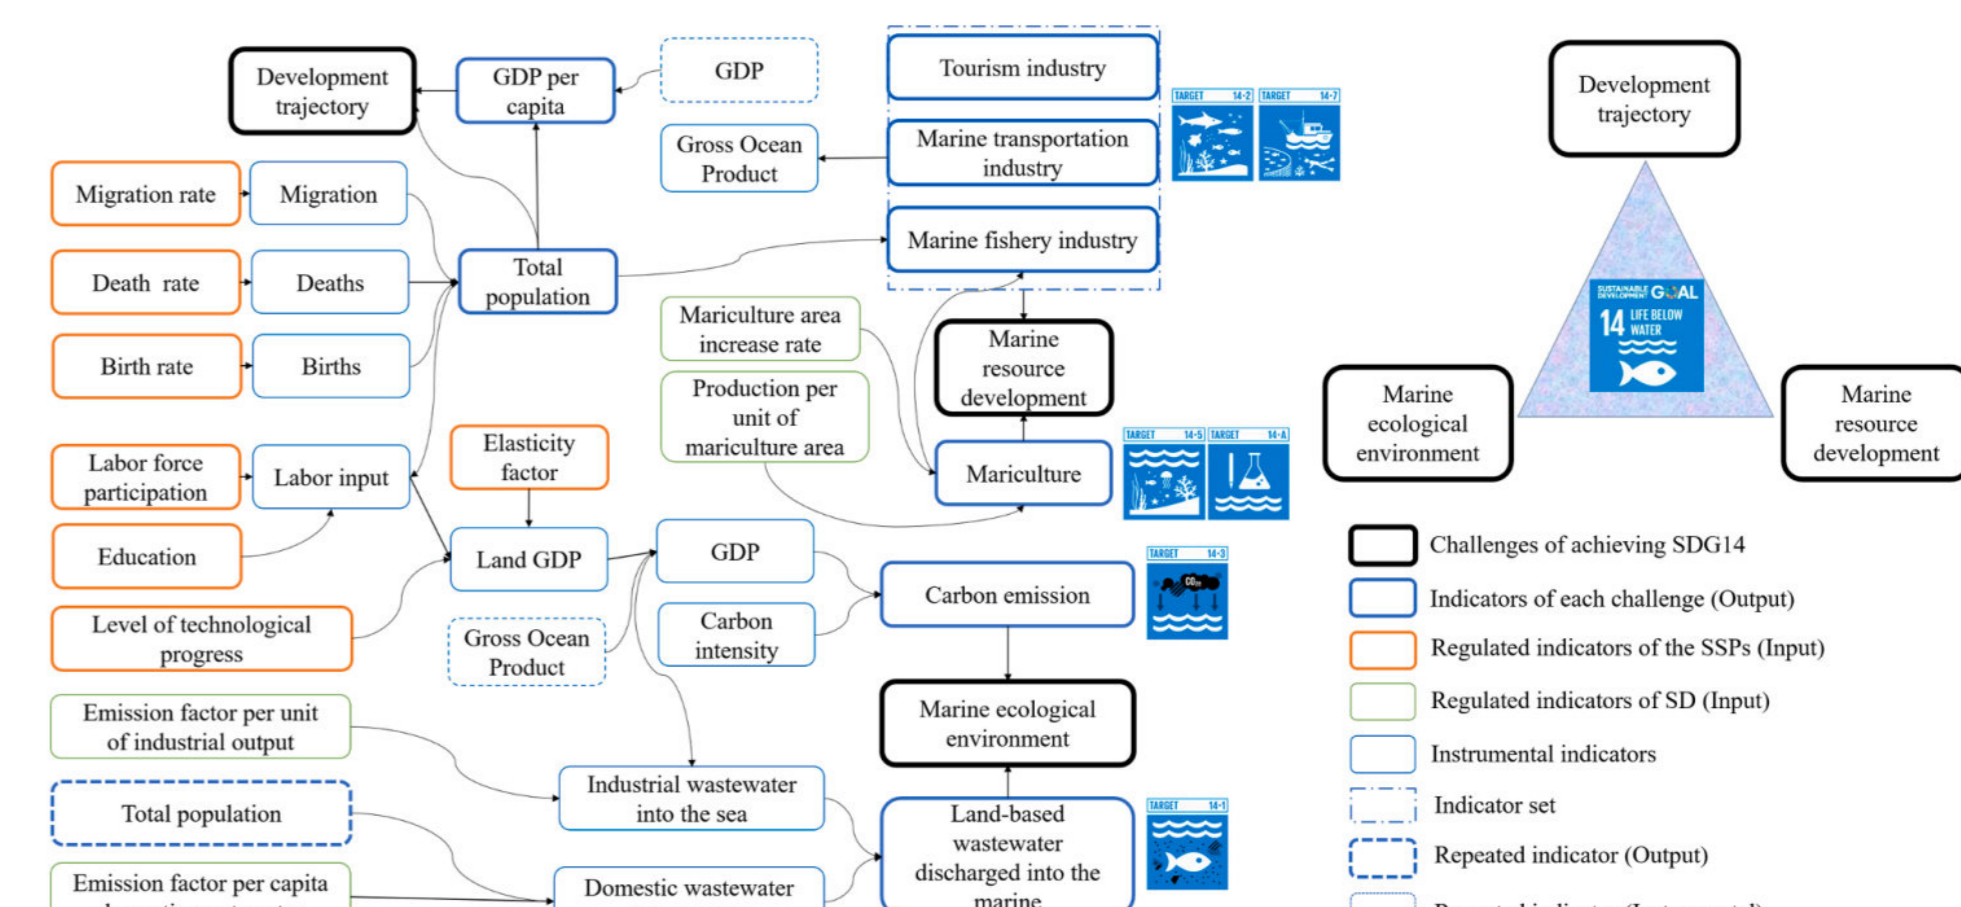 Development
trajectory
GDP per
capita
GDP
Gross Ocean
Product
Tourism industry
Marine transportation
industry
Marine fishery industry
TARGET 14-2
TARGET 14-7
Migration rate
Migration
Death rate
Deaths
Birth rate
Births
Total
population
Mariculture area
increase rate
Production per
unit of
mariculture area
Marine
resource
development
Mariculture
TARGET 14-5
TARGET 14-A
Labor force
participation
Labor input
Education
Elasticity
factor
Land GDP
Level of technological
progress
Gross Ocean
Product
GDP
Carbon
intensity
Carbon emission
TARGET 14-3
CO
Marine ecological
environment
Emission factor per unit
of industrial output
Total population
Emission factor per capita
Industrial wastewater
into the sea
Domestic wastewater
Land-based
wastewater
discharged into the
marine
TARGET 14-1
Development
trajectory
SUSTAINABLE
DEVELOPMENT GOAL
14 LIFE BELOW
WATER
Marine
ecological
environment
Marine
resource
development
Challenges of achieving SDG14
Indicators of each challenge (Output)
Regulated indicators of the SSPs (Input)
Regulated indicators of SD (Input)
Instrumental indicators
Indicator set
Repeated indicator (Output)